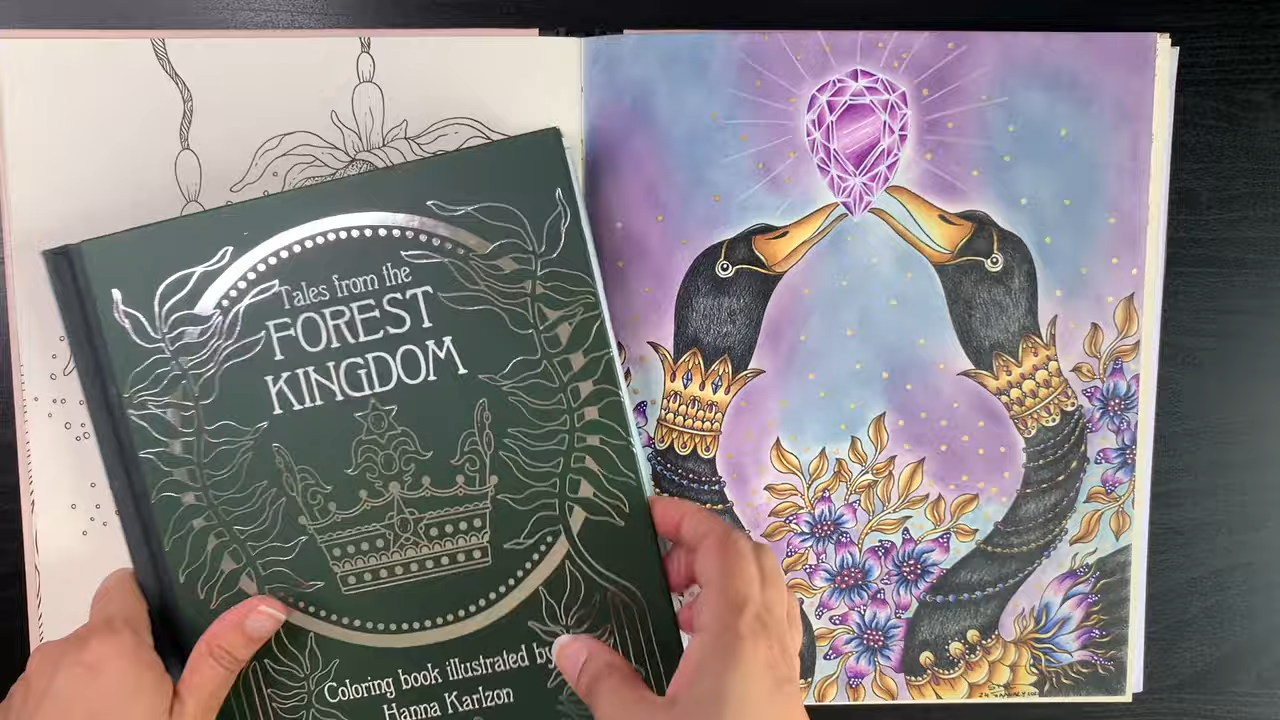 Tales from the
FOREST
KINGDOM
Coloring book illustrated by
Hanna Karlzon